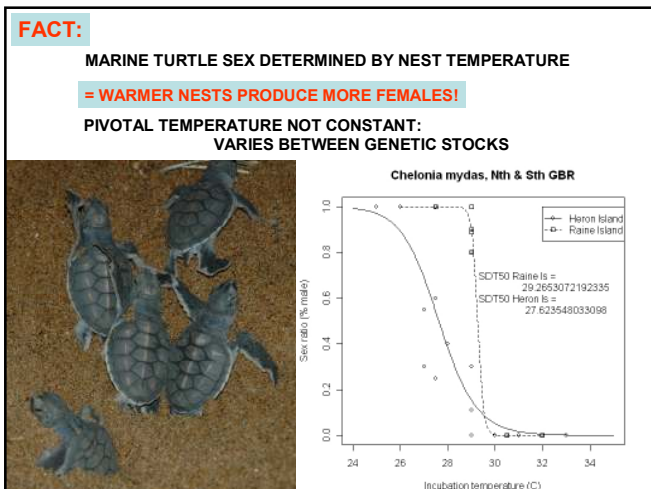 FACT:
MARINE TURTLE SEX DETERMINED BY NEST TEMPERATURE
= WARMER NESTS PRODUCE MORE FEMALES!
PIVOTAL TEMPERATURE NOT CONSTANT:
VARIES BETWEEN GENETIC STOCKS
Chelonia mydas, Nth & Sth GBR
Heron Island
Raine Island
SDT50 Raine Is =
29.2653072192335
SDT50 Heron Is =
27.623548033098
Sex ratio (% male)
1.0
0.8
0.6
0.4
0.2
0.0
24 26 28 30 32 34
Incubation temperature (C)